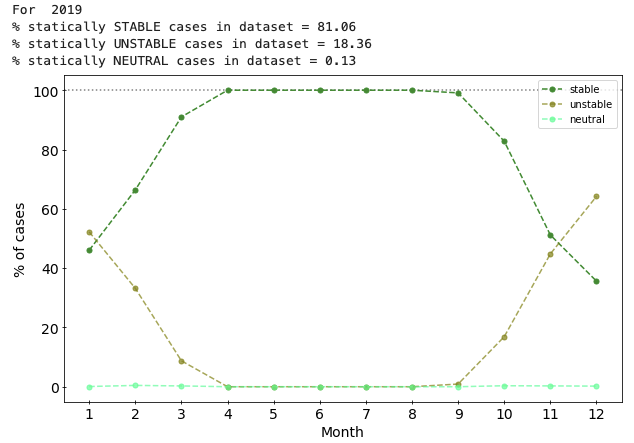 For  2019
% statically STABLE cases in dataset = 81.06
% statically UNSTABLE cases in dataset = 18.36
% statically NEUTRAL cases in dataset = 0.13
stable
unstable
neutral
100
80
60
40
20
0
% of cases
1 2 3 4 5 6 7 8 9 10 11 12
Month